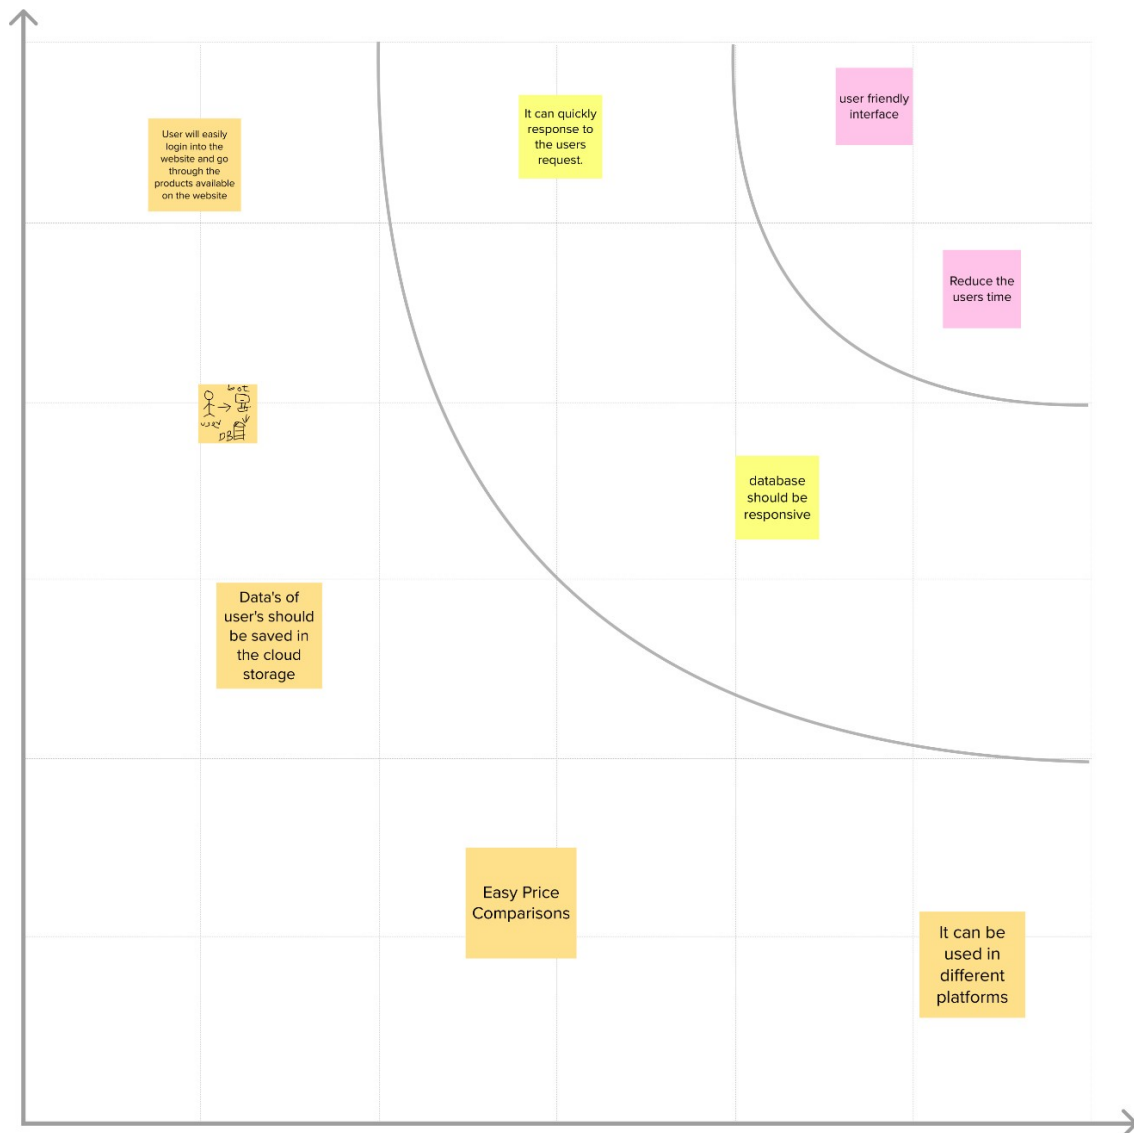 user friendly
interface
It can quickly
response to
the users
request.
User will easily
login into the
website and go
through the
products available
on the website
Reduce the
users time
user
DB
database
should be
responsive
Data's of
user's should
be saved in
the cloud
storage
Easy Price
Comparisons
It can be
used in
different
platforms